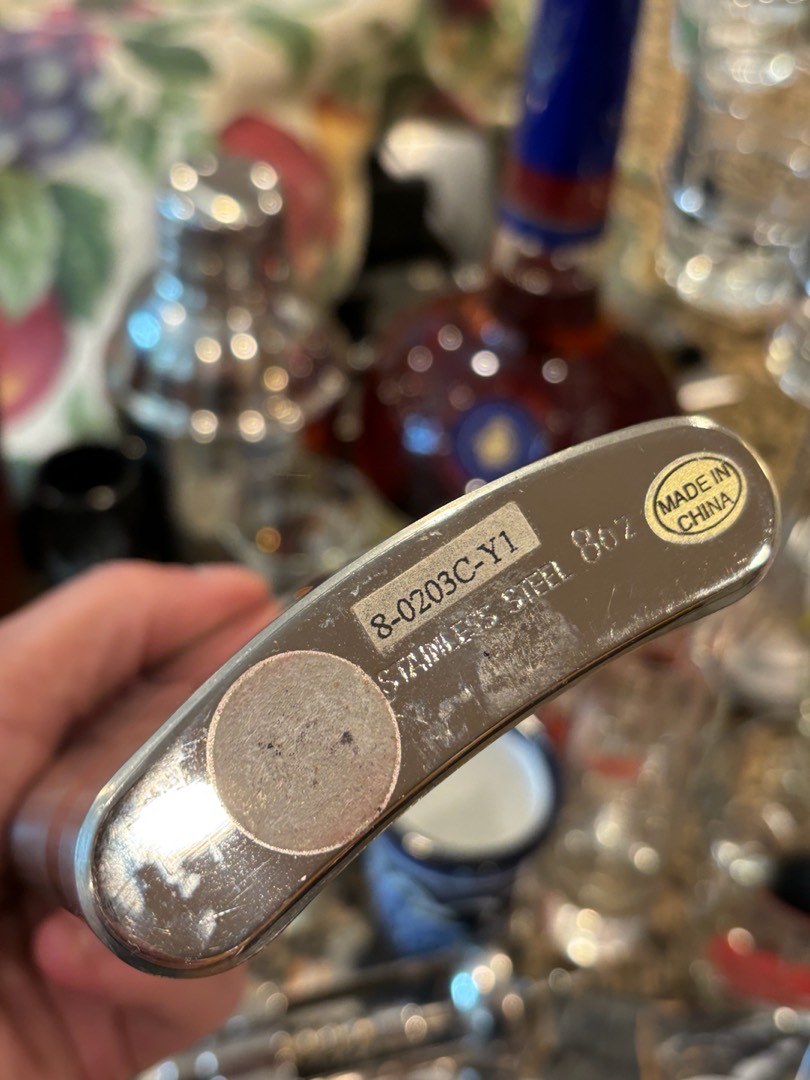 8-0203C-Y1
STAINLESS STEEL 8oz
MADE IN
CHINA